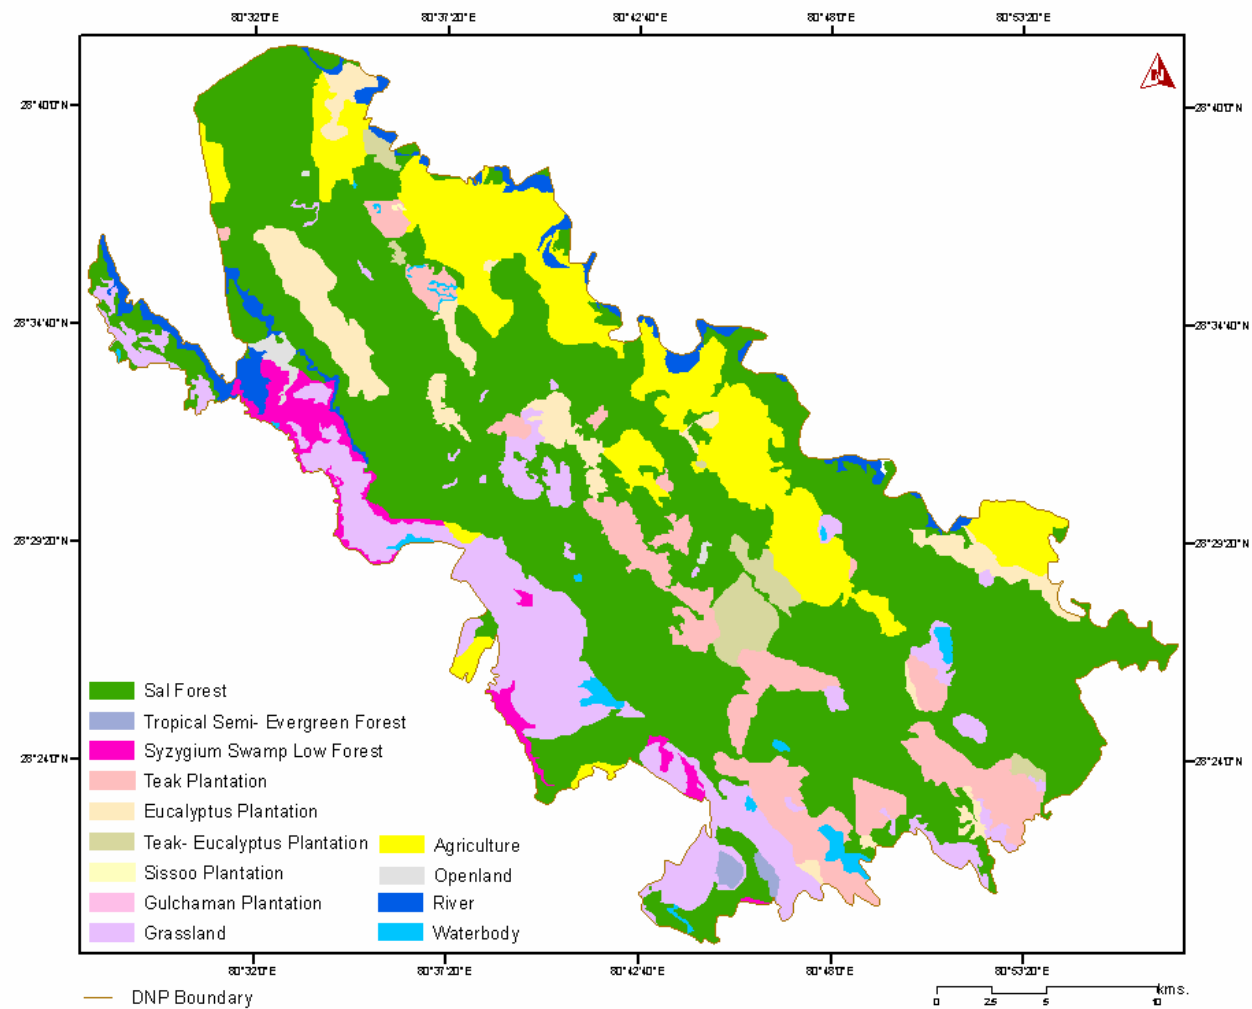 80°32'0"E 80°37'20"E 80°42'40"E 80°48'0"E 80°53'20"E
N
28°40'0"N 28°40'0"N
28°34'40"N 28°34'40"N
28°29'20"N 28°29'20"N
28°24'0"N 28°24'0"N
Sal Forest
Tropical Semi- Evergreen Forest
Syzygium Swamp Low Forest
Teak Plantation
Eucalyptus Plantation
Teak- Eucalyptus Plantation
Sissoo Plantation
Gulchaman Plantation
Grassland
Agriculture
Openland
River
Waterbody
80°32'0"E 80°37'20"E 80°42'40"E 80°48'0"E 80°53'20"E
DNP Boundary
kms.
0 2.5 5 10